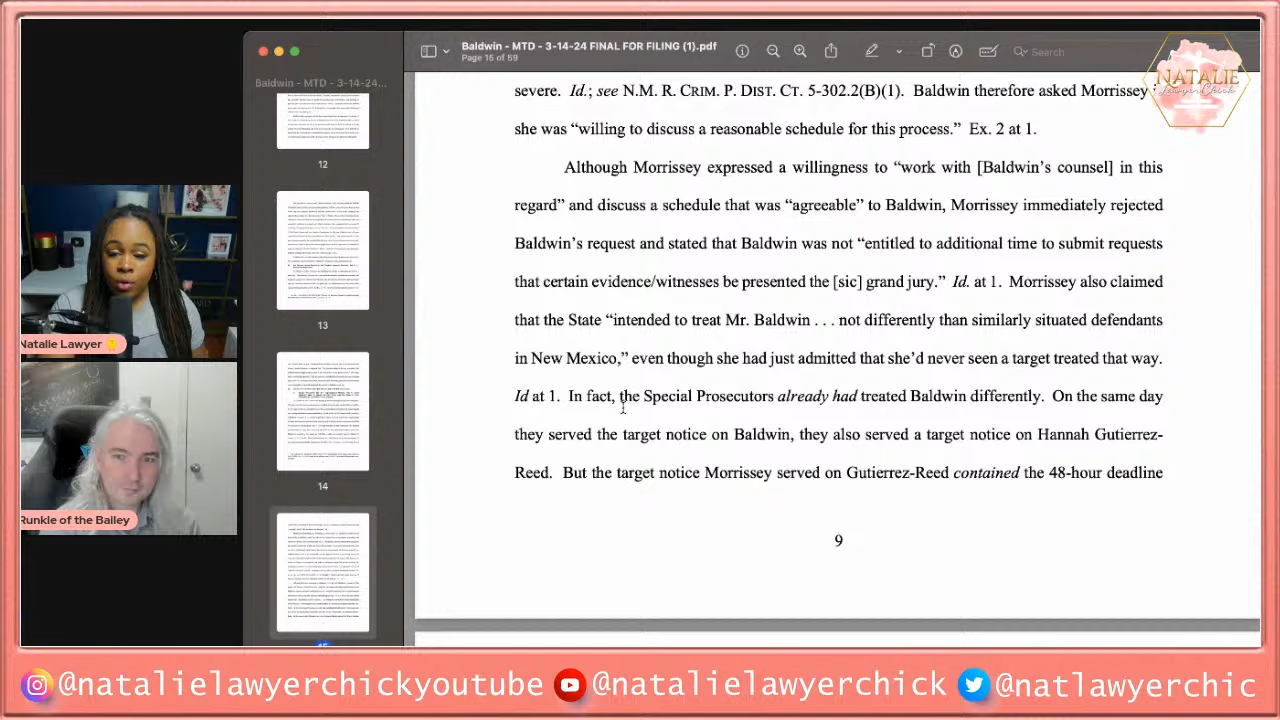 Baldwin - MTD - 3-14-24 FINAL FOR FILING (1).pdf
Page 15 of 59
Search
NATALIE
Lawyer Chick
Baldwin - MTD - 3-14-24...
12
13
14
severe. Id.; see N.M. R. CRIM. P. DIST. CT. 5-302.2(B)(1). Baldwin therefore asked Morrissey
she was "willing to discuss a reasonable schedule for this process." Ex. 2 at 1.
Although Morrissey expressed a willingness to "work with [Baldwin's counsel] in this
regard" and discuss a schedule that was "agreeable" to Baldwin, Morrissey immediately rejected
Baldwin's request and stated that Baldwin was not "entitled to additional time to submit requests
that certain evidence/witnesses be provided the [sic] grand jury." Id. at 1. Morrissey also claimed
that the State "intended to treat Mr. Baldwin . . . not differently than similarly situated defendants
in New Mexico," even though she had just admitted that she'd never seen a target treated that way.
Id at 1. In fact, the Special Prosecutors already had treated Baldwin differently. On the same day
they served the target notice on Baldwin, they also served a target notice on Hannah Gutierrez-
Reed. But the target notice Morrissey served on Gutierrez-Reed contained the 48-hour deadline
9
Natalie Lawyer
Runkle of the Bailey
@natalielawyerchickyoutube @natalielawyerchick @natlawyerchic